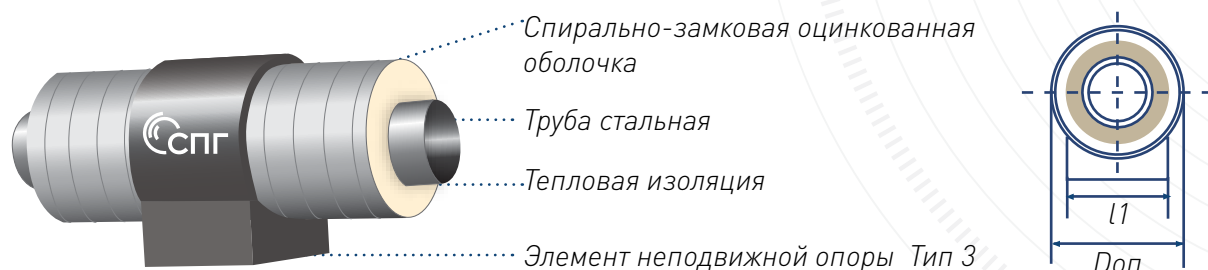 Спирально-замковая оцинкованная
оболочка
СПГ
Труба стальная
Тепловая изоляция
Элемент неподвижной опоры Тип 3
l1
Dоп